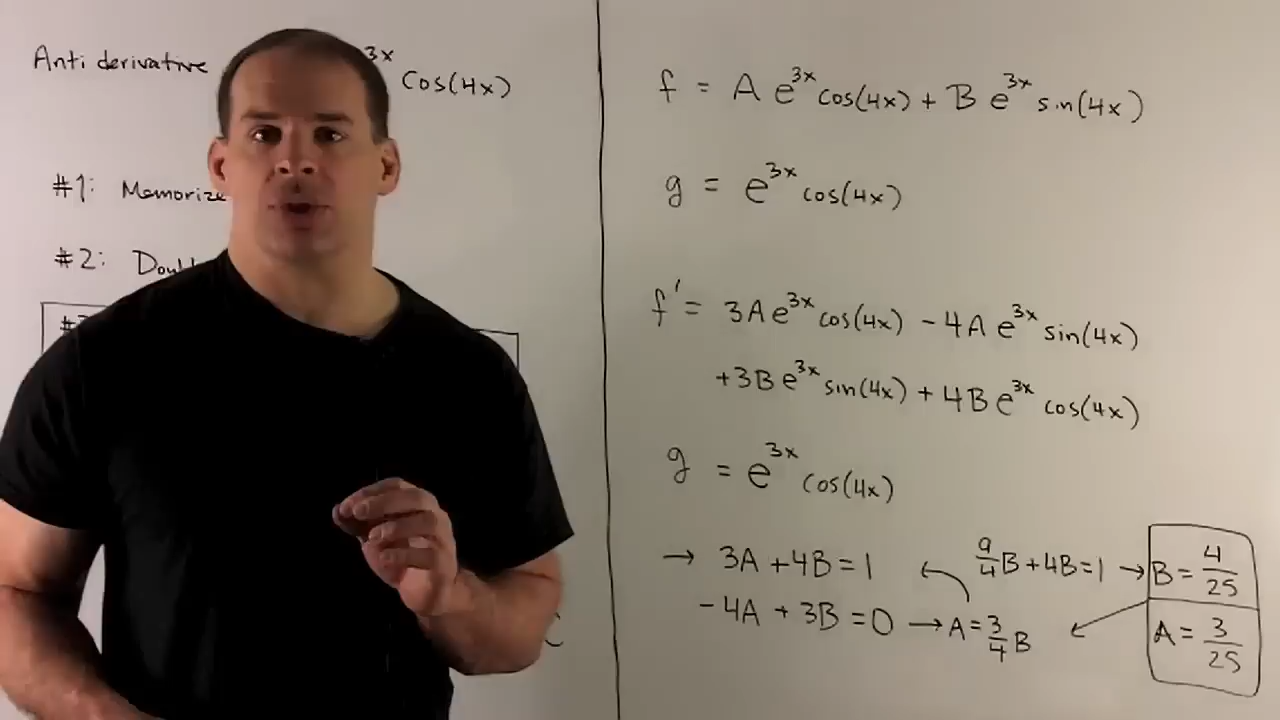 Anti derivative 3x cos(4x)
#1: Memorize
#2:
f = A e^3x cos(4x) + B e^3x sin(4x)
g = e^3x cos(4x)
f' = 3A e^3x cos(4x) - 4A e^3x sin(4x)
+3B e^3x sin(4x) + 4B e^3x cos(4x)
g = e^3x cos(4x)
→ 3A + 4B = 1
9/4 B + 4B = 1 → B = 4/25
-4A + 3B = 0 → A = 3/4 B
A = 3/25